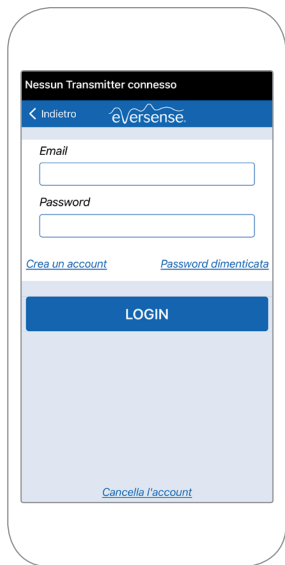 Nessun Transmitter connesso
Indietro
eversense.
Email
Password
Crea un account Password dimenticata
LOGIN
Cancella l'account